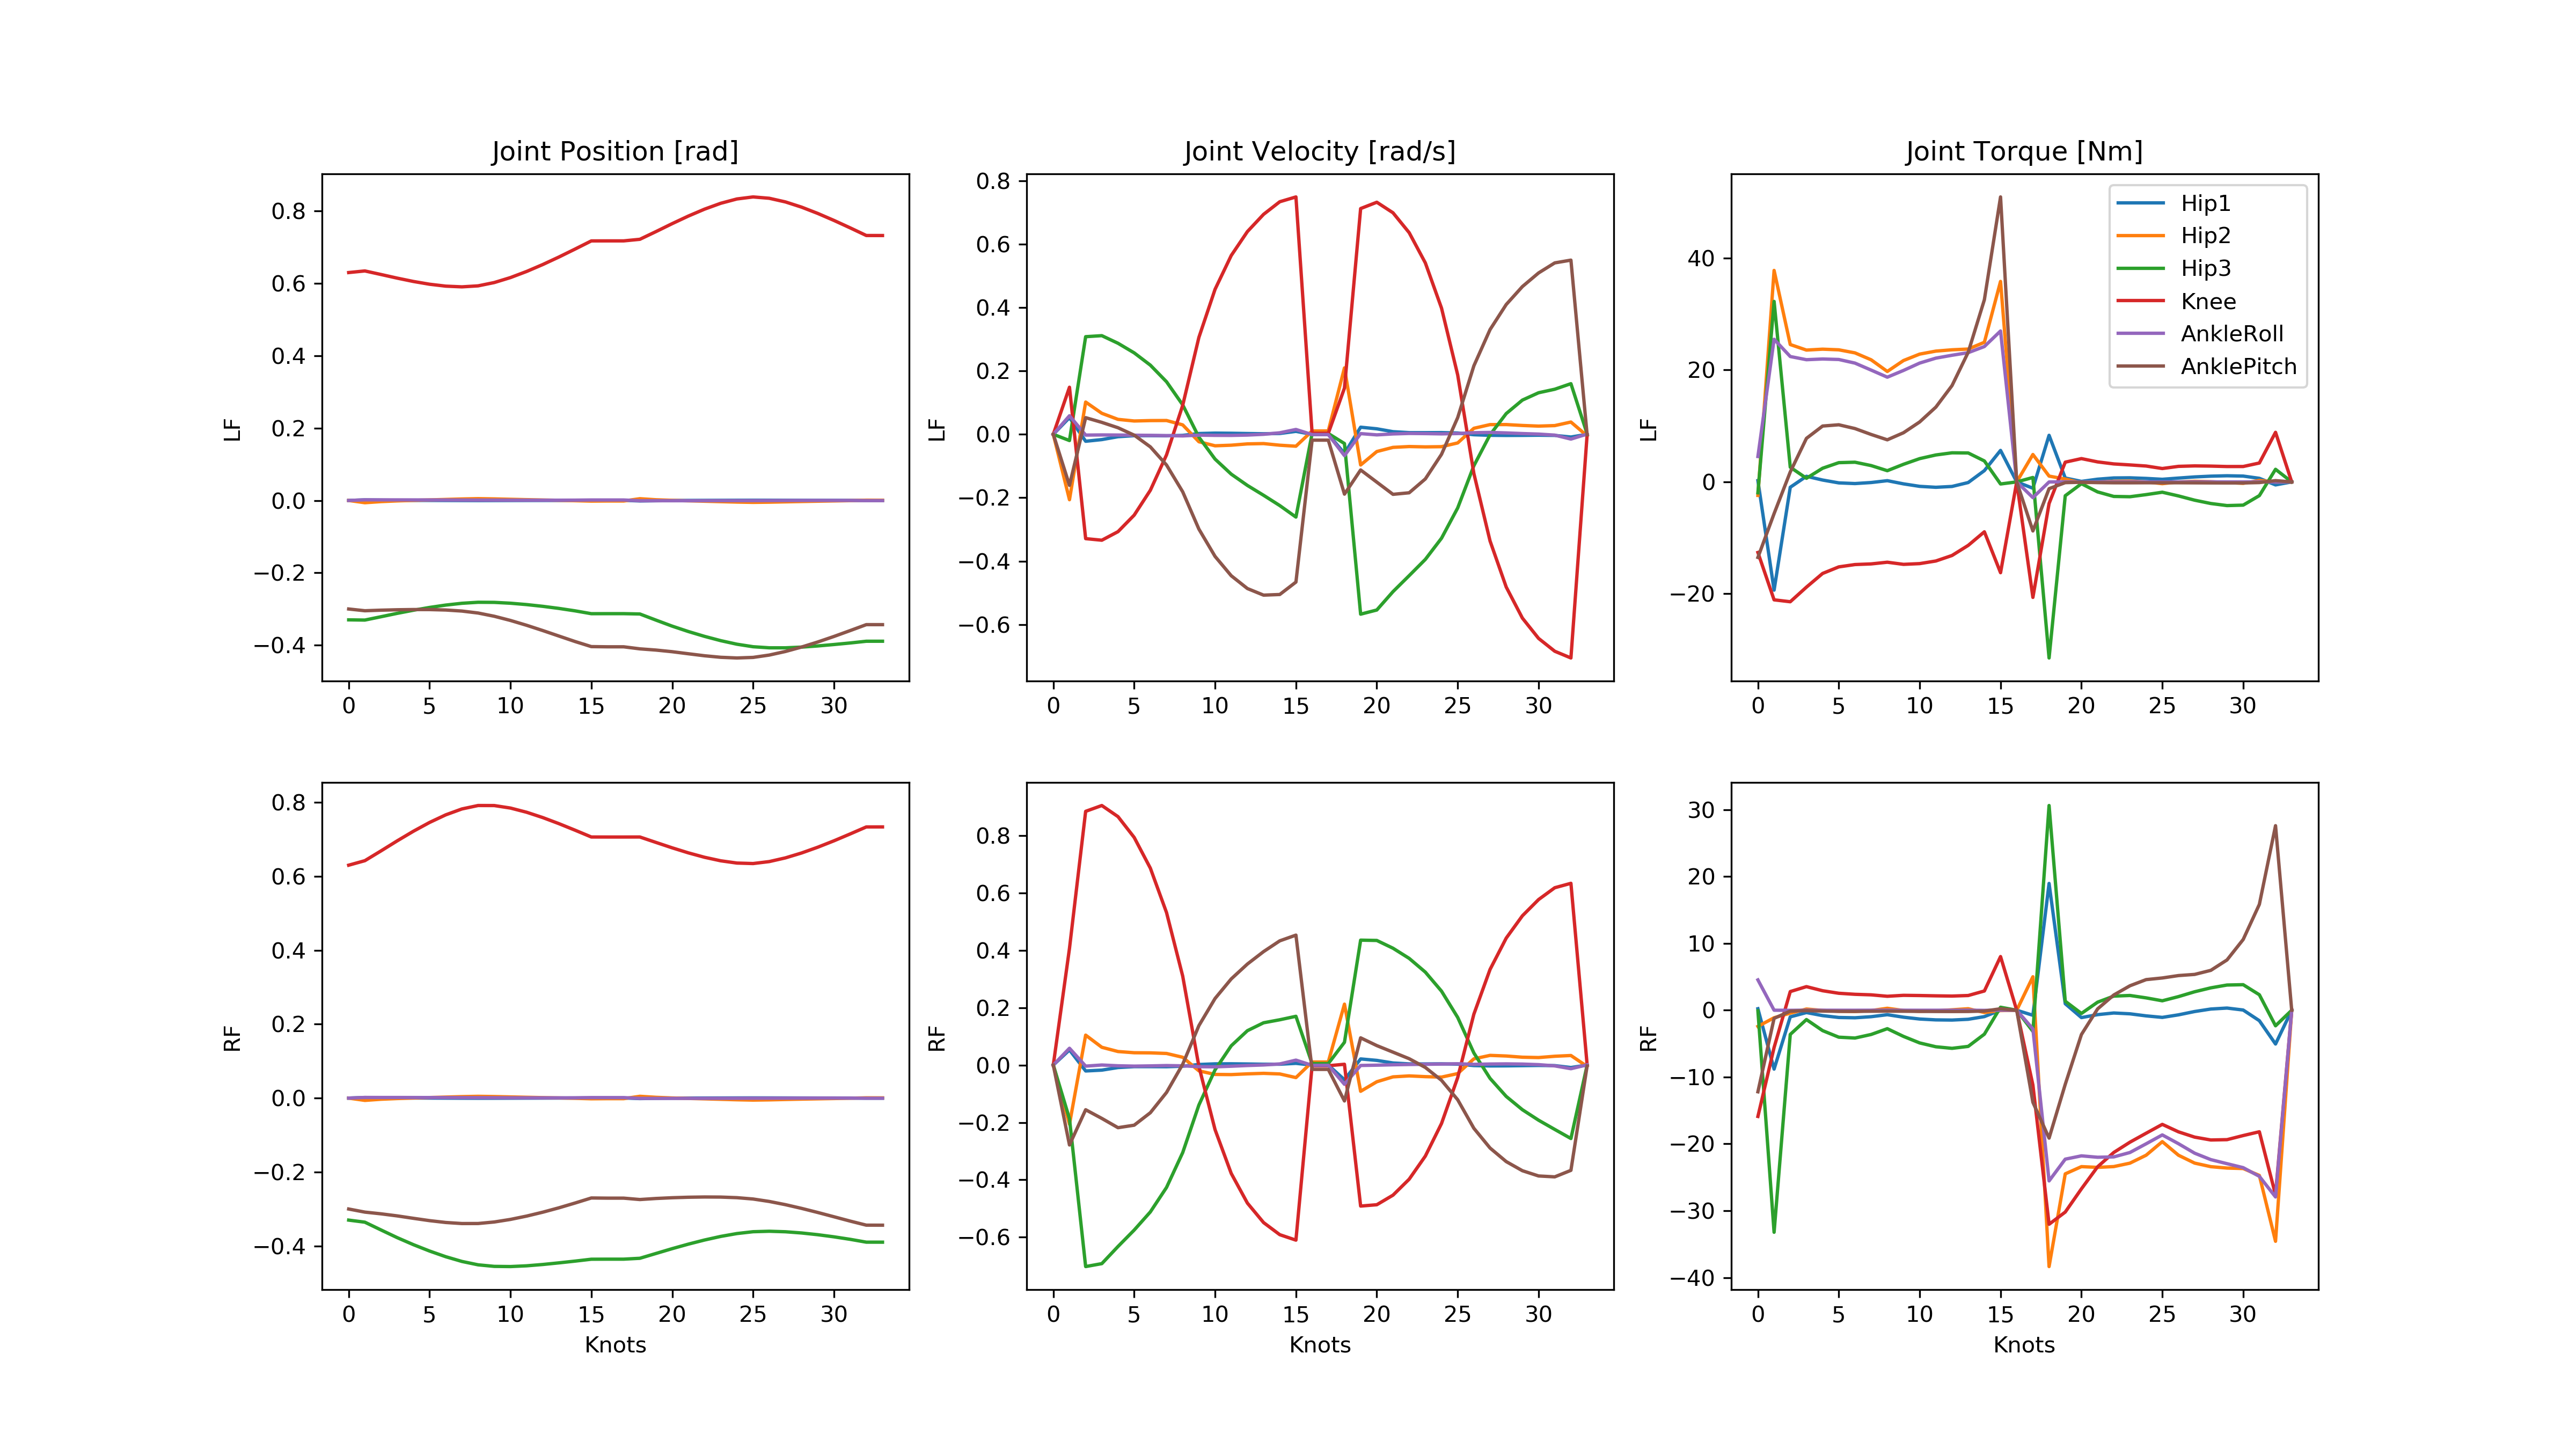 Joint Position [rad]
Joint Velocity [rad/s]
Joint Torque [Nm]
LF
0.8
0.6
0.4
0.2
0.0
−0.2
−0.4
0 5 10 15 20 25 30
LF
0.8
0.6
0.4
0.2
0.0
−0.2
−0.4
−0.6
0 5 10 15 20 25 30
LF
40
20
0
−20
0 5 10 15 20 25 30
Hip1
Hip2
Hip3
Knee
AnkleRoll
AnklePitch
RF
0.8
0.6
0.4
0.2
0.0
−0.2
−0.4
0 5 10 15 20 25 30
Knots
RF
0.8
0.6
0.4
0.2
0.0
−0.2
−0.4
−0.6
0 5 10 15 20 25 30
Knots
RF
30
20
10
0
−10
−20
−30
−40
0 5 10 15 20 25 30
Knots